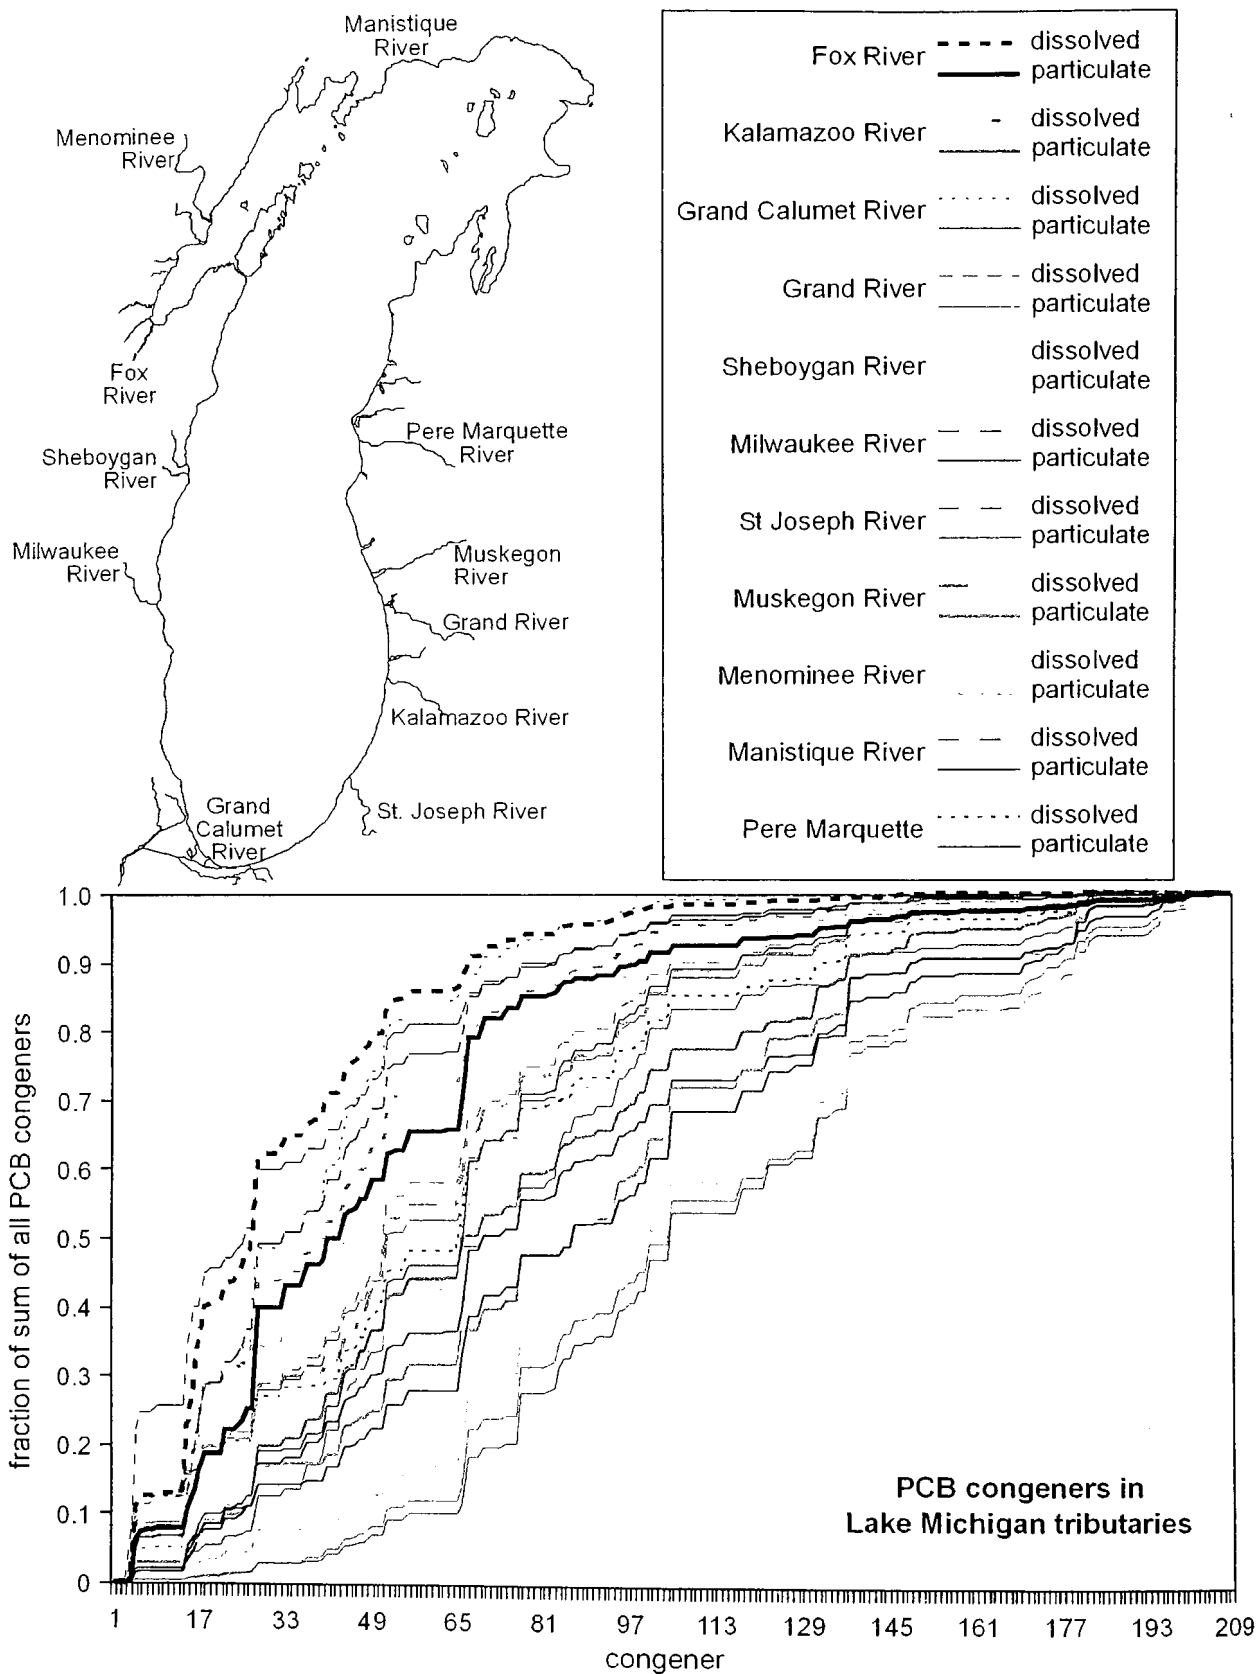 Manistique
River
Menominee
River
Fox
River
Sheboygan
River
Milwaukee
River
Pere Marquette
River
Muskegon
River
Grand River
Kalamazoo River
St. Joseph River
Grand
Calumet
River
Fox River
dissolved
particulate
Kalamazoo River
dissolved
particulate
Grand Calumet River
dissolved
particulate
Grand River
dissolved
particulate
Sheboygan River
dissolved
particulate
Milwaukee River
dissolved
particulate
St Joseph River
dissolved
particulate
Muskegon River
dissolved
particulate
Menominee River
dissolved
particulate
Manistique River
dissolved
particulate
Pere Marquette
dissolved
particulate
fraction of sum of all PCB congeners
1.0
0.9
0.8
0.7
0.6
0.5
0.4
0.3
0.2
0.1
0
PCB congeners in
Lake Michigan tributaries
1 17 33 49 65 81 97 113 129 145 161 177 193 209
congener